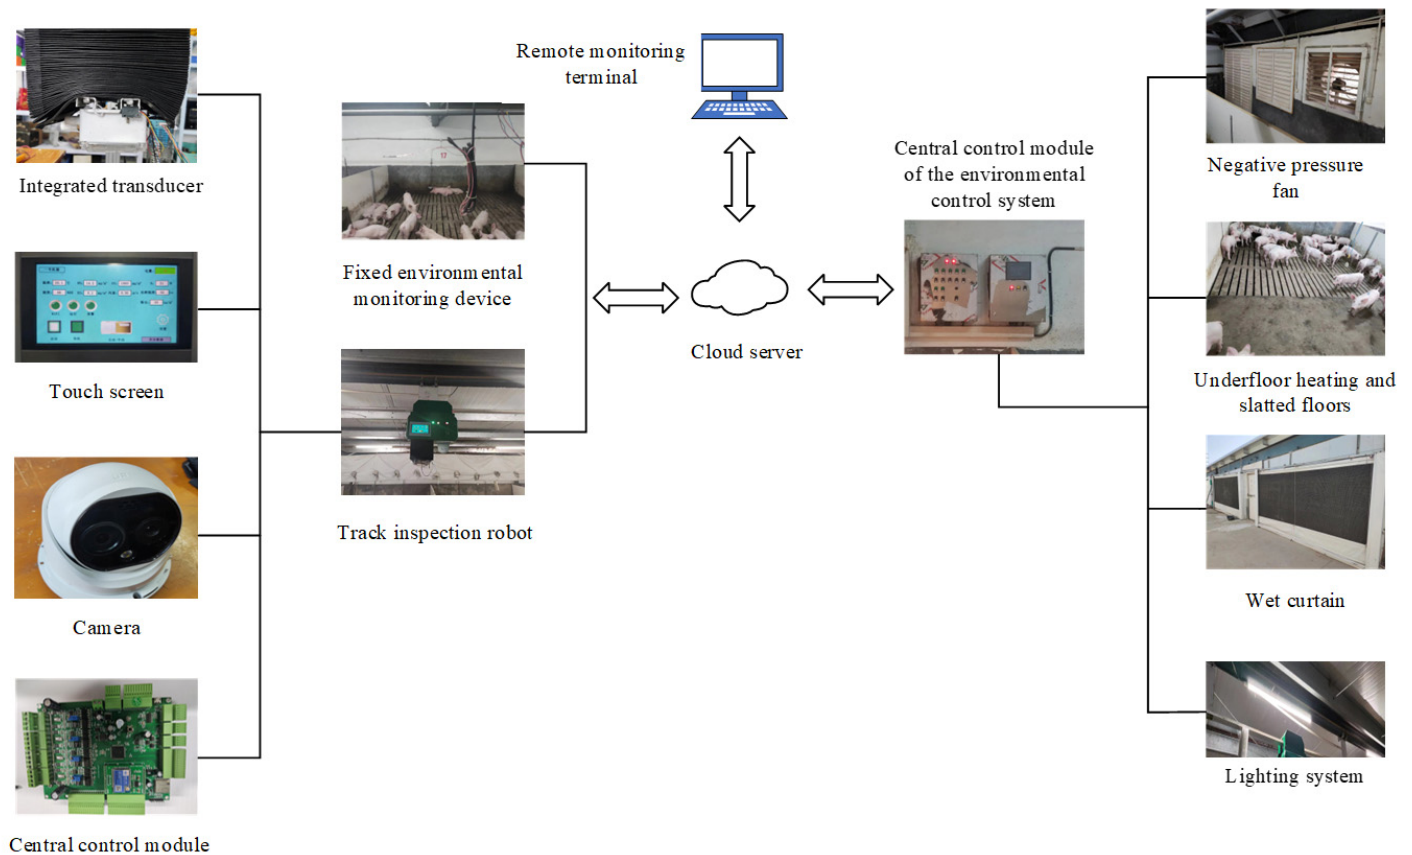 Integrated transducer
Touch screen
Camera
Central control module
Fixed environmental
monitoring device
Track inspection robot
Remote monitoring
terminal
Cloud server
Central control module
of the environmental
control system
Negative pressure
fan
Underfloor heating and
slatted floors
Wet curtain
Lighting system